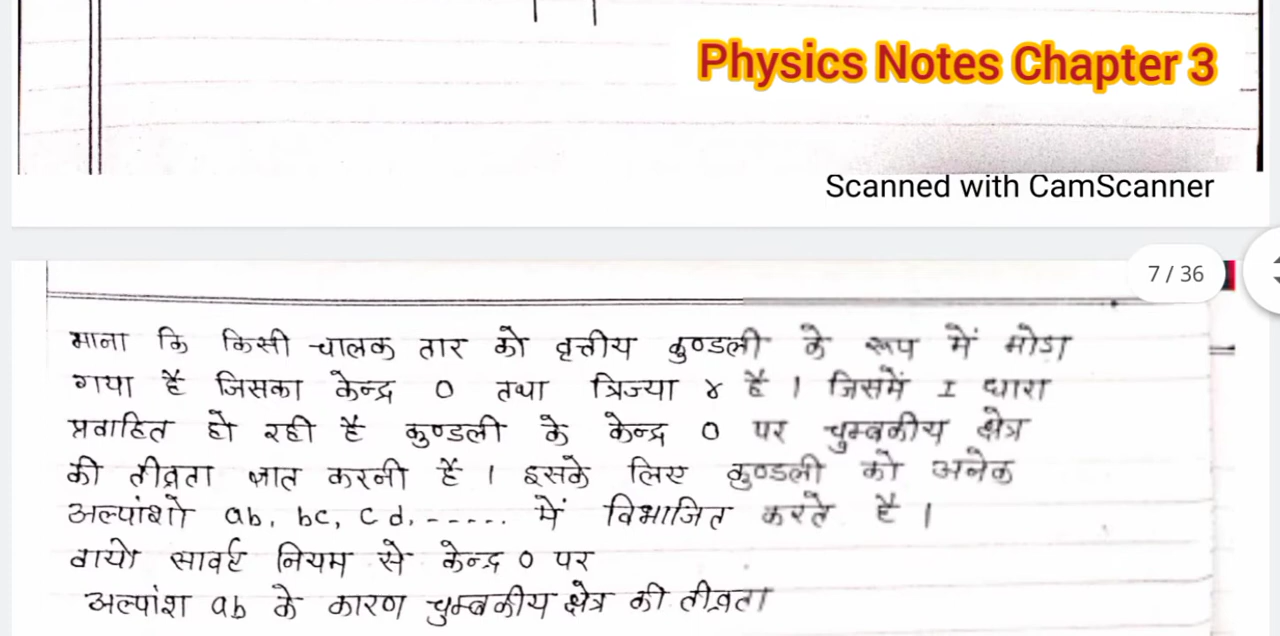 Physics Notes Chapter 3
Scanned with CamScanner
7 / 36
माना कि किसी चालक तार को वृत्तीय कुण्डली के रूप में मोडा
गया है जिसका केन्द्र O तथा त्रिज्या r है । जिसमें I धारा
प्रवाहित हो रही है कुण्डली के केन्द्र O पर चुम्बकीय क्षेत्र
की तीव्रता ज्ञात करनी है । इसके लिए कुण्डली को अनेक
अल्पांशो ab, bc, cd, ------ में विभाजित करते है ।
वायो सावर्ट नियम से केन्द्र O पर
अल्पांश ab के कारण चुम्बकीय क्षेत्र की तीव्रता